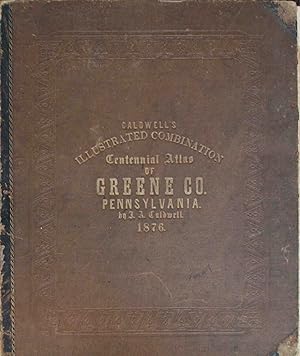 CALDWELL'S
ILLUSTRATED COMBINATION
Centennial Atlas
OF
GREENE CO.
PENNSYLVANIA.
by J. A. Caldwell.
1876.